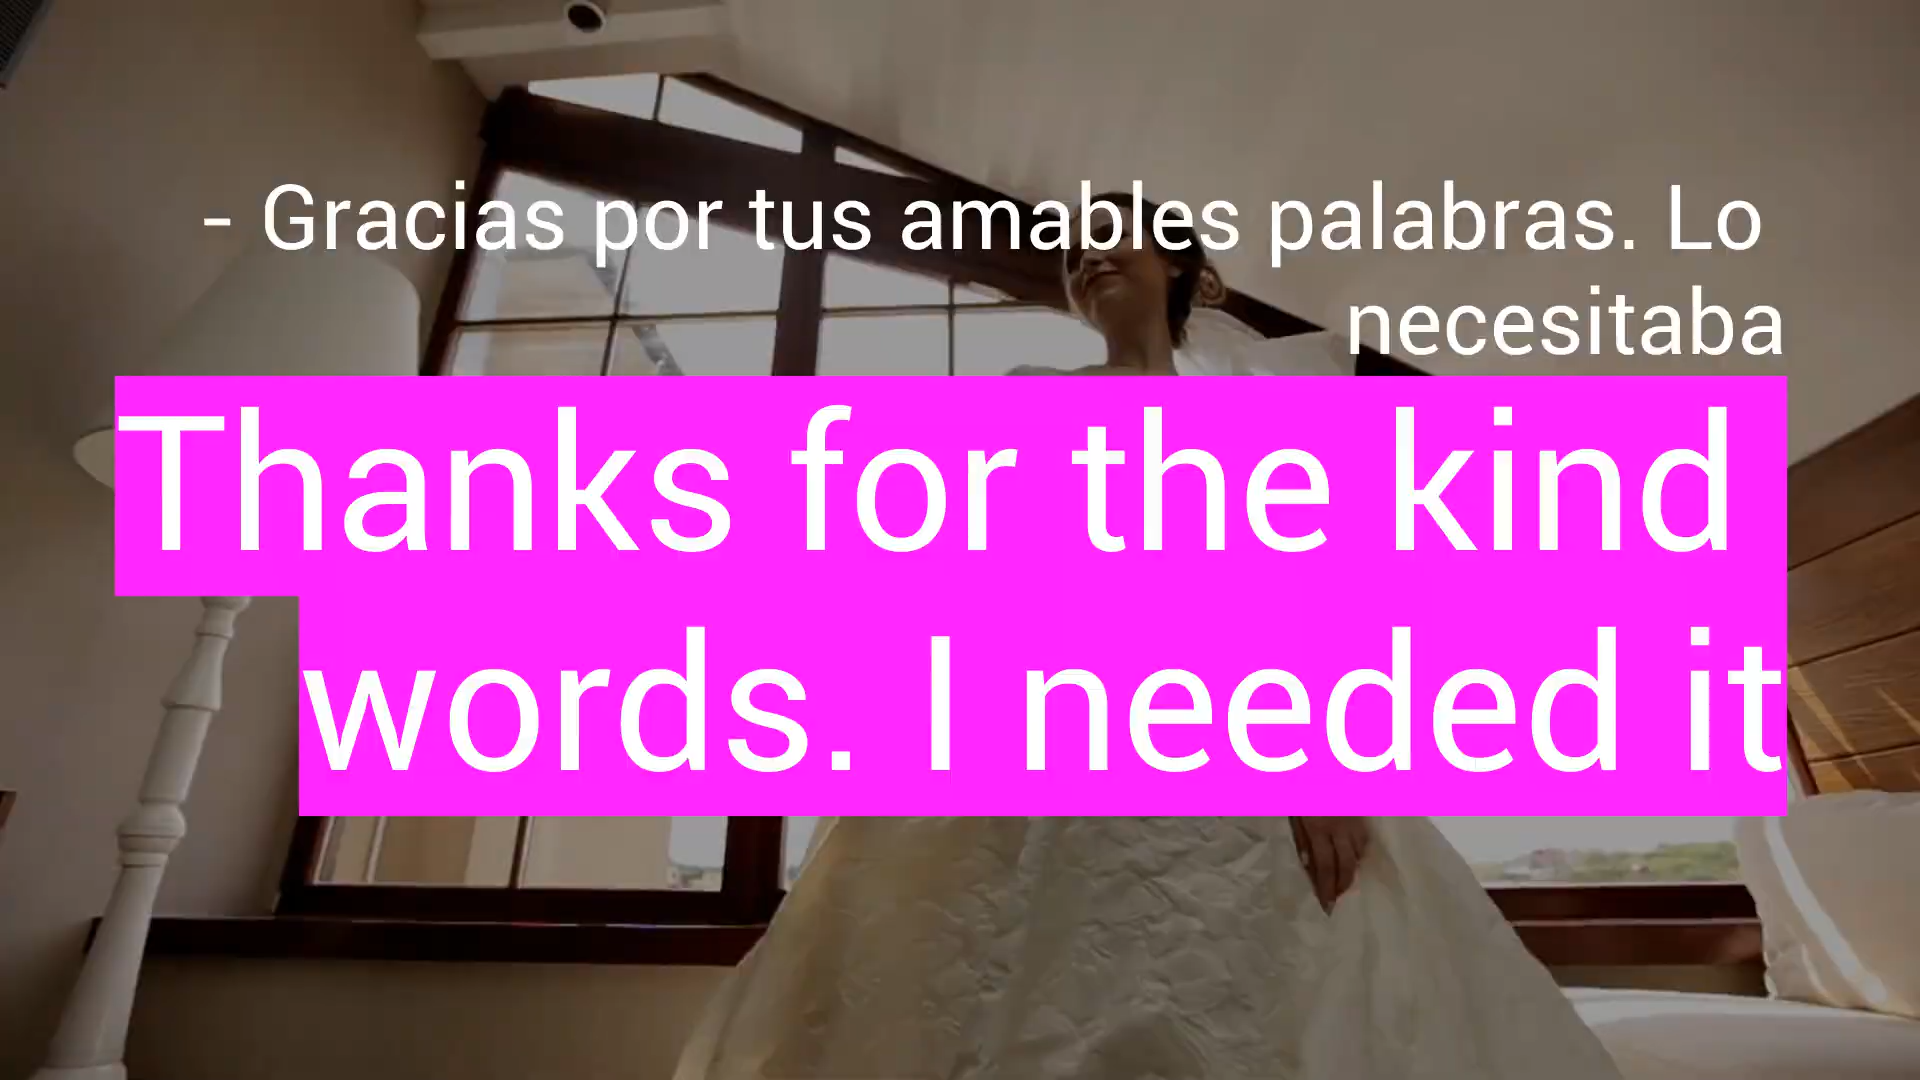 - Gracias por tus amables palabras. Lo
necesitaba
Thanks for the kind
words. I needed it